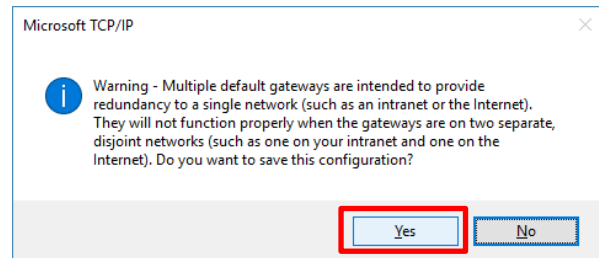 Microsoft TCP/IP
Warning - Multiple default gateways are intended to provide
redundancy to a single network (such as an intranet or the Internet).
They will not function properly when the gateways are on two separate,
disjoint networks (such as one on your intranet and one on the
Internet). Do you want to save this configuration?
Yes
No